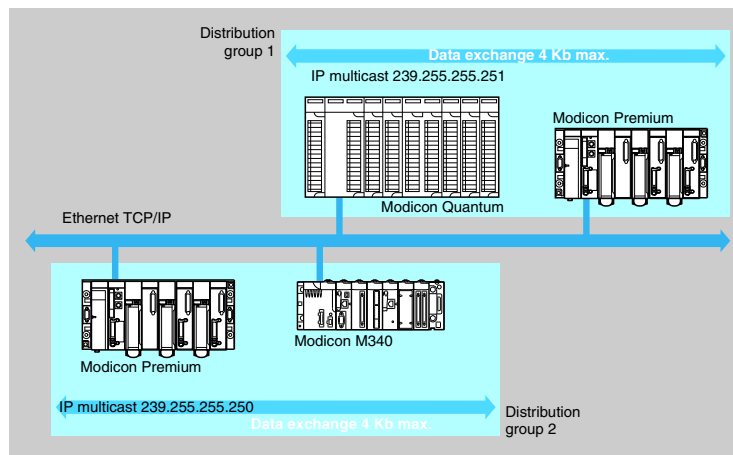 Distribution
group 1
Data exchange 4 Kb max.
IP multicast 239.255.255.251
Modicon Premium
Modicon Quantum
Ethernet TCP/IP
Modicon M340
Modicon Premium
IP multicast 239.255.255.250
Data exchange 4 Kb max.
Distribution
group 2